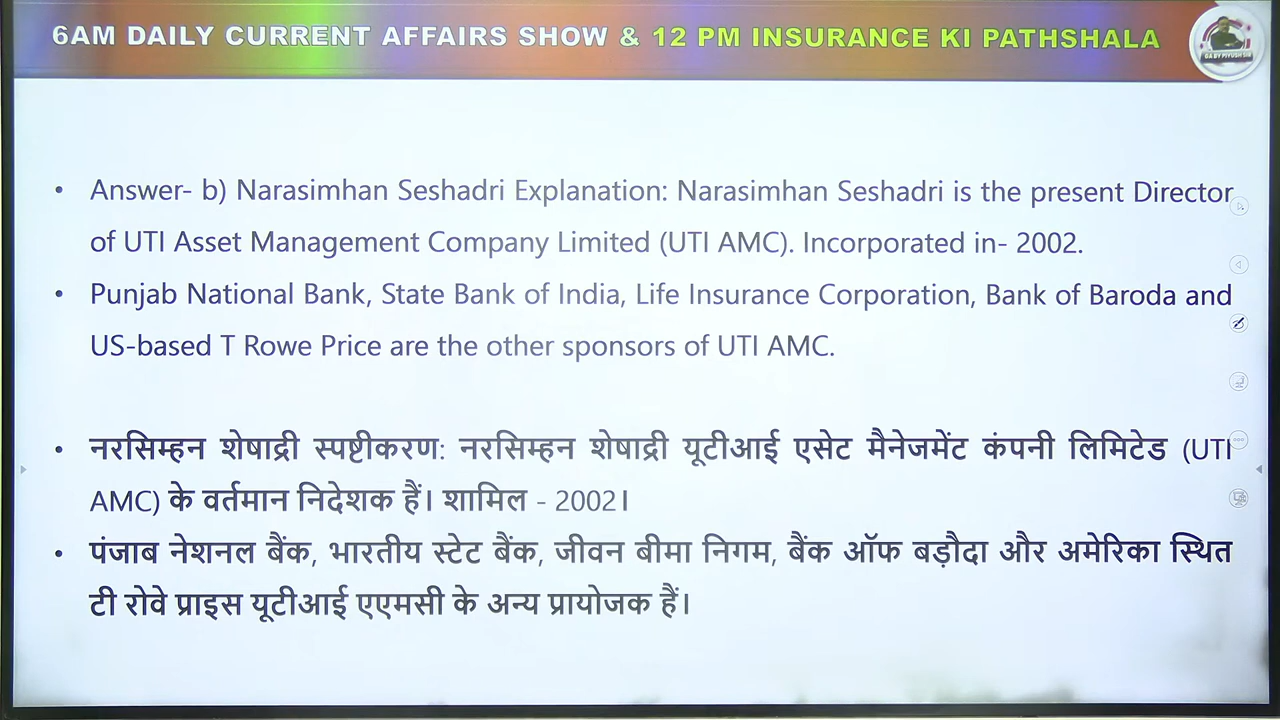 6AM DAILY CURRENT AFFAIRS SHOW & 12 PM INSURANCE KI PATHSHALA
GA BY PIYUSH SIR
• Answer- b) Narasimhan Seshadri Explanation: Narasimhan Seshadri is the present Director
of UTI Asset Management Company Limited (UTI AMC). Incorporated in- 2002.
• Punjab National Bank, State Bank of India, Life Insurance Corporation, Bank of Baroda and
US-based T Rowe Price are the other sponsors of UTI AMC.
• नरसिम्हन शेषाद्री स्पष्टीकरण: नरसिम्हन शेषाद्री यूटीआई एसेट मैनेजमेंट कंपनी लिमिटेड (UTI
AMC) के वर्तमान निदेशक हैं। शामिल - 2002।
• पंजाब नेशनल बैंक, भारतीय स्टेट बैंक, जीवन बीमा निगम, बैंक ऑफ बड़ौदा और अमेरिका स्थित
टी रोवे प्राइस यूटीआई एएमसी के अन्य प्रायोजक हैं।